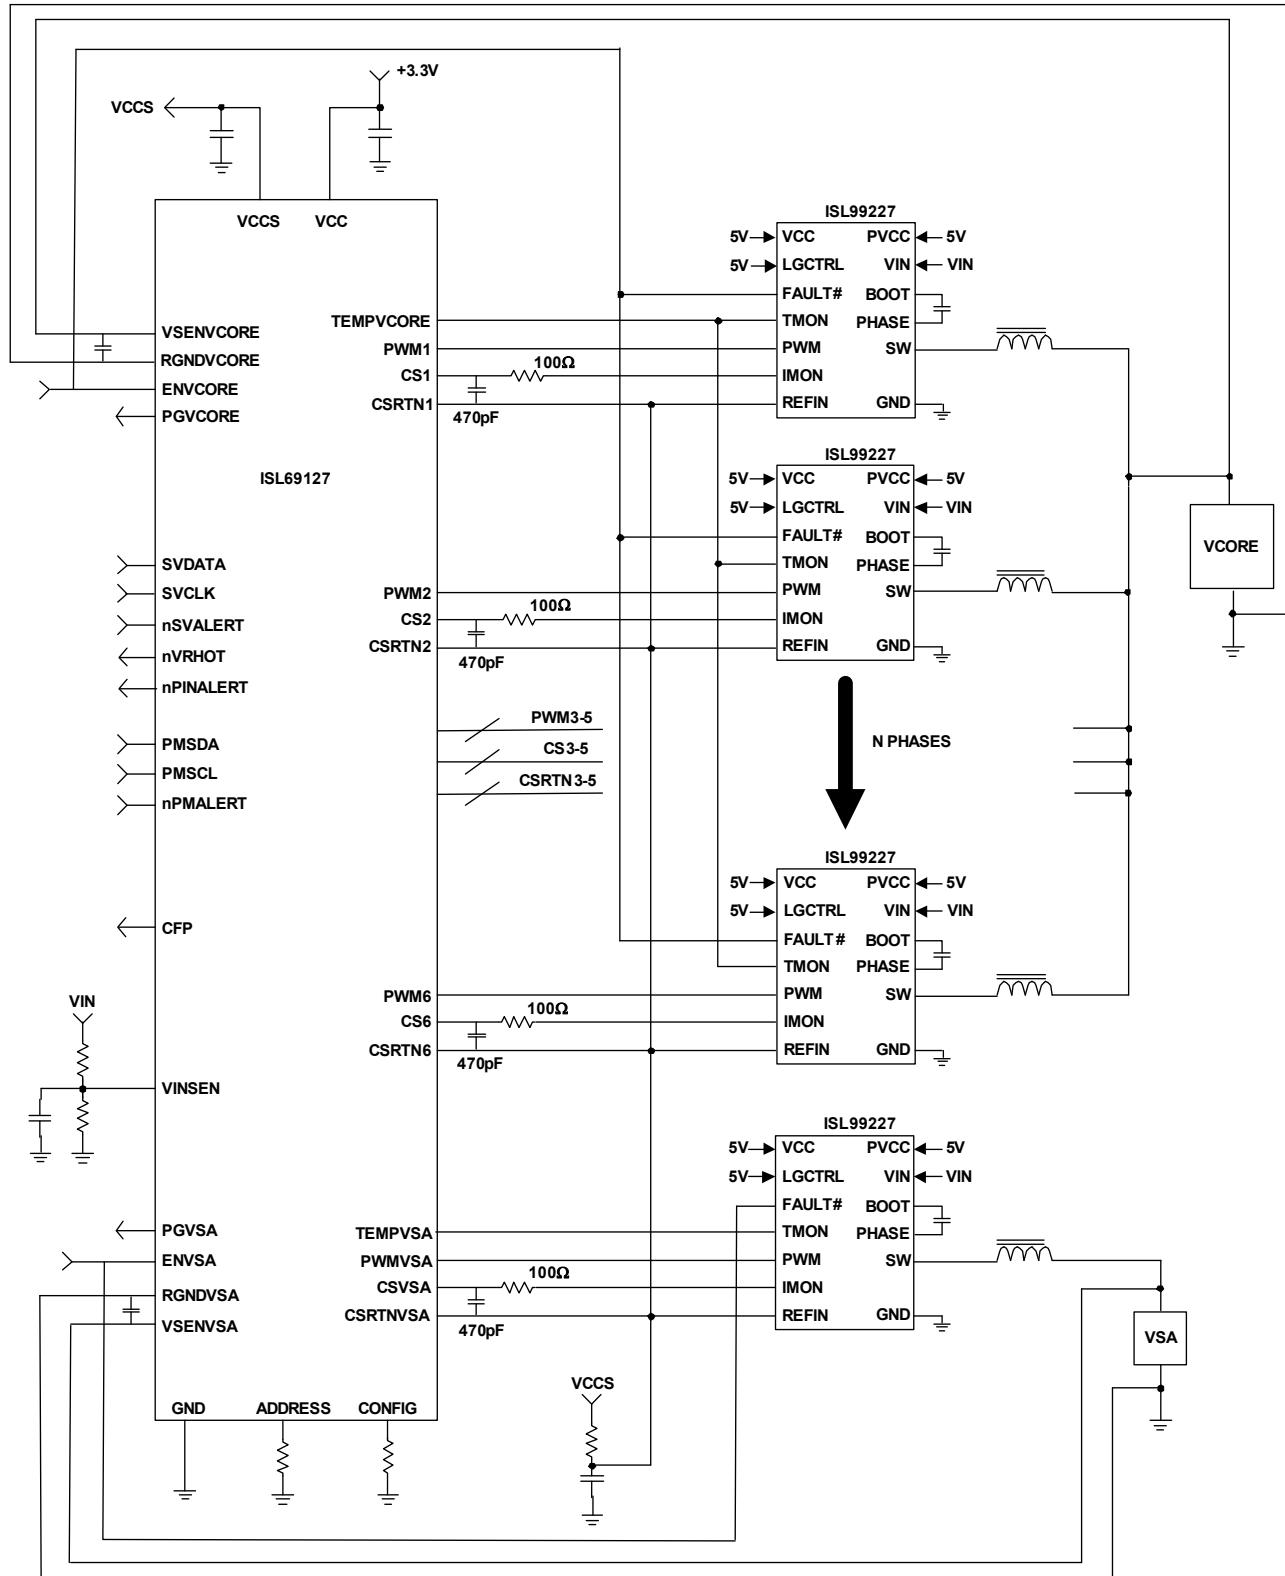 +3.3V
VCCS
VCCS
VCC
VSENVCORE
RGNDVCORE
ENVCORE
PGVCORE
ISL69127
SVDATA
SVCLK
nSVALERT
nVRHOT
nPINALERT
PMSDA
PMSCL
nPMALERT
CFP
VIN
VINSEN
PGVSA
ENVSA
RGNDVSA
VSENVSA
GND
ADDRESS
CONFIG
TEMPVCORE
PWM1
CS1
CSRTN1
100Ω
470pF
PWM2
CS2
CSRTN2
100Ω
470pF
PWM3-5
CS3-5
CSRTN3-5
PWM6
CS6
CSRTN6
100Ω
470pF
TEMPVSA
PWMVSA
CSVSA
CSRTNVSA
100Ω
470pF
VCCS
ISL99227
5V VCC PVCC 5V
5V LGCTRL VIN VIN
FAULT# BOOT
TMON PHASE
PWM SW
IMON
REFIN GND
ISL99227
5V VCC PVCC 5V
5V LGCTRL VIN VIN
FAULT# BOOT
TMON PHASE
PWM SW
IMON
REFIN GND
VCORE
N PHASES
ISL99227
5V VCC PVCC 5V
5V LGCTRL VIN VIN
FAULT# BOOT
TMON PHASE
PWM SW
IMON
REFIN GND
ISL99227
5V VCC PVCC 5V
5V LGCTRL VIN VIN
FAULT# BOOT
TMON PHASE
PWM SW
IMON
REFIN GND
VSA